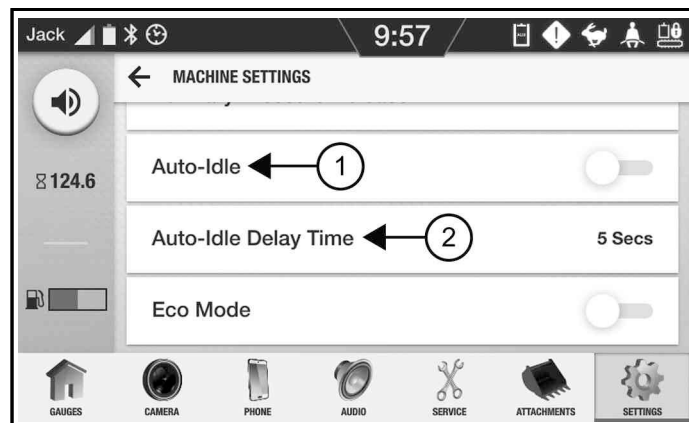 Jack 9:57
MACHINE SETTINGS
Auto-Idle 1
124.6
Auto-Idle Delay Time 2 5 Secs
Eco Mode
GAUGES CAMERA PHONE AUDIO SERVICE ATTACHMENTS SETTINGS